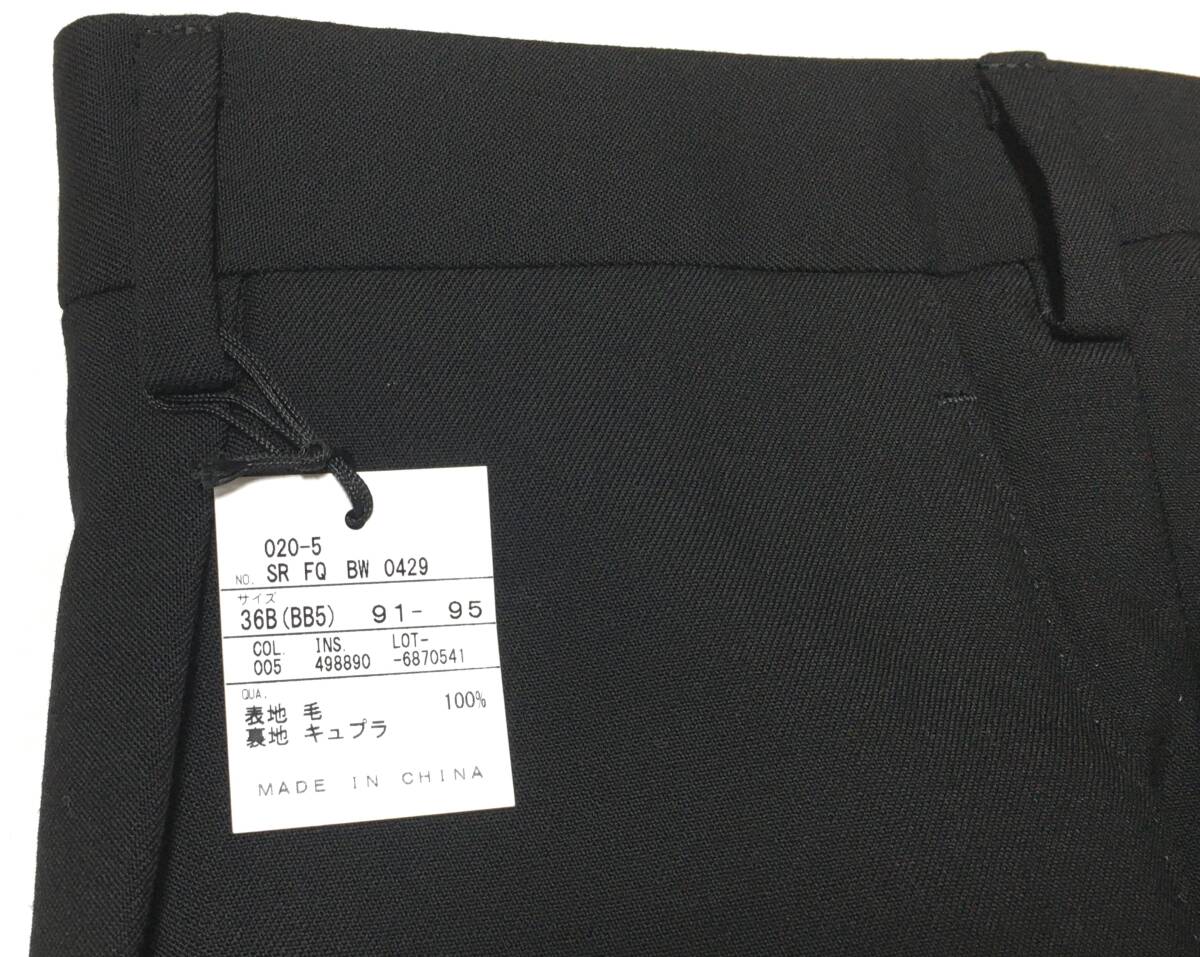 020-5
NO. SR FQ BW 0429
サイズ
36B(BB5) 91- 95
COL. INS. LOT-
005 498890 -6870541
QUA.
表地 毛 100%
裏地 キュプラ
MADE IN CHINA